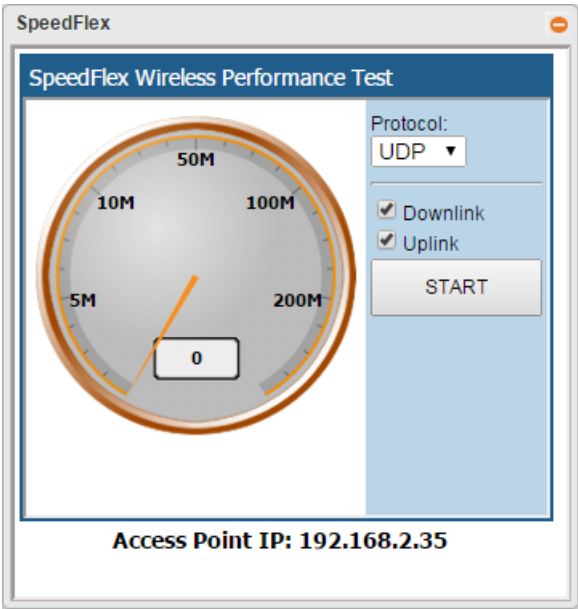 SpeedFlex
SpeedFlex Wireless Performance Test
50M
10M
100M
5M
200M
0
Protocol:
UDP
Downlink
Uplink
START
Access Point IP: 192.168.2.35